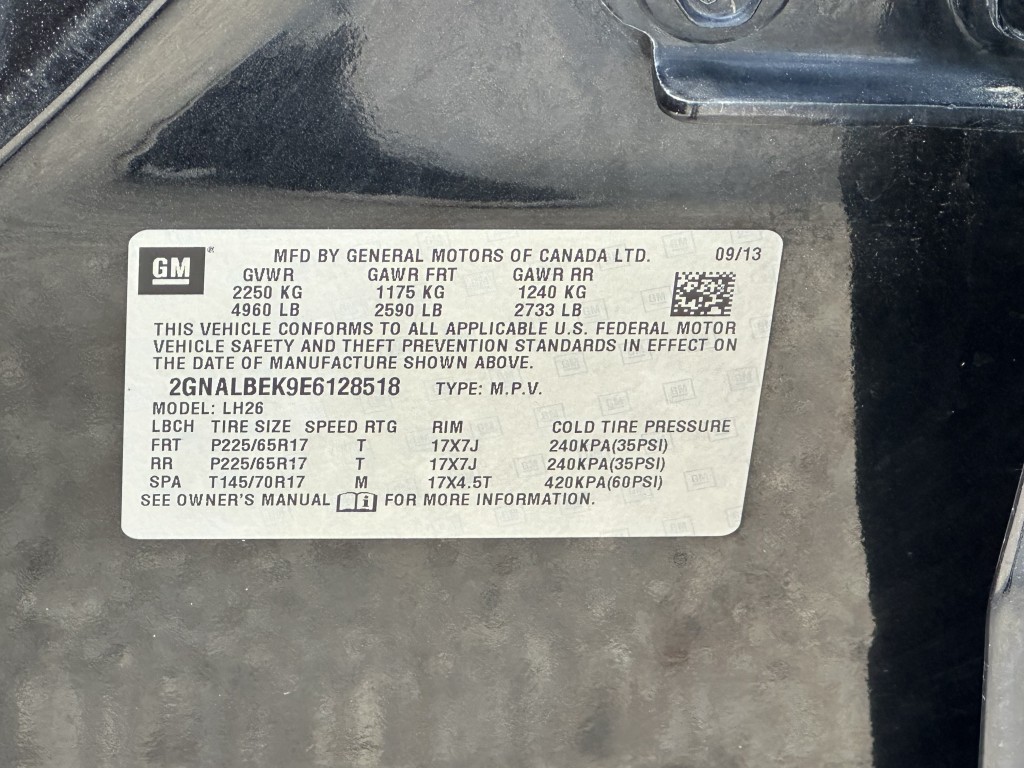 GM MFD BY GENERAL MOTORS OF CANADA LTD. 09/13
GVWR GAWR FRT GAWR RR
2250 KG 1175 KG 1240 KG
4960 LB 2590 LB 2733 LB
THIS VEHICLE CONFORMS TO ALL APPLICABLE U.S. FEDERAL MOTOR
VEHICLE SAFETY AND THEFT PREVENTION STANDARDS IN EFFECT ON
THE DATE OF MANUFACTURE SHOWN ABOVE.
2GNALBEK9E6128518 TYPE: M.P.V.
MODEL: LH26
LBCH TIRE SIZE SPEED RTG RIM COLD TIRE PRESSURE
FRT P225/65R17 T 17X7J 240KPA(35PSI)
RR P225/65R17 T 17X7J 240KPA(35PSI)
SPA T145/70R17 M 17X4.5T 420KPA(60PSI)
SEE OWNER'S MANUAL FOR MORE INFORMATION.